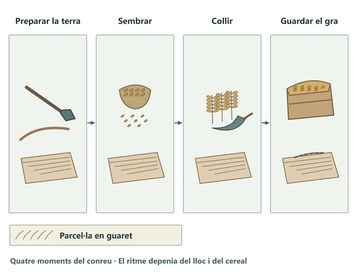 Preparar la terra
Sembrar
Collir
Guardar el gra
Parcel·la en guaret
Quatre moments del conreu · El ritme depenia del lloc i del cereal